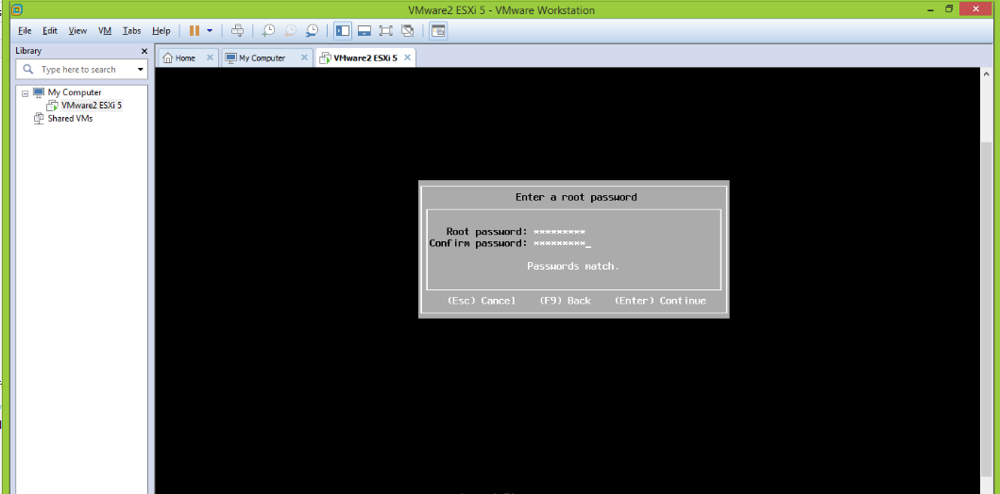 VMware2 ESXi 5 - VMware Workstation
File Edit View VM Tabs Help
Library
Type here to search
My Computer
VMware2 ESXi 5
Shared VMs
Home
My Computer
VMware2 ESXi 5
Enter a root password
Root password: *********
Confirm password: *********_
Passwords match.
(Esc) Cancel (F9) Back (Enter) Continue